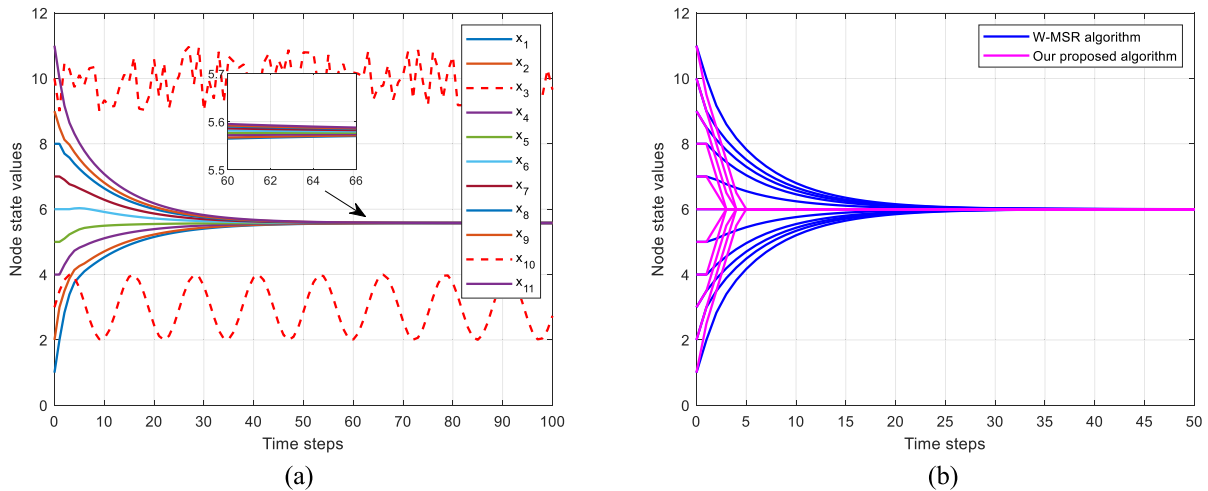 12
10
8
6
4
2
0
Node state values
0 10 20 30 40 50 60 70 80 90 100
Time steps
5.7
5.6
5.5
60 62 64 66
x1
x2
x3
x4
x5
x6
x7
x8
x9
x10
x11
(a)
12
10
8
6
4
2
0
Node state values
0 5 10 15 20 25 30 35 40 45 50
Time steps
W-MSR algorithm
Our proposed algorithm
(b)